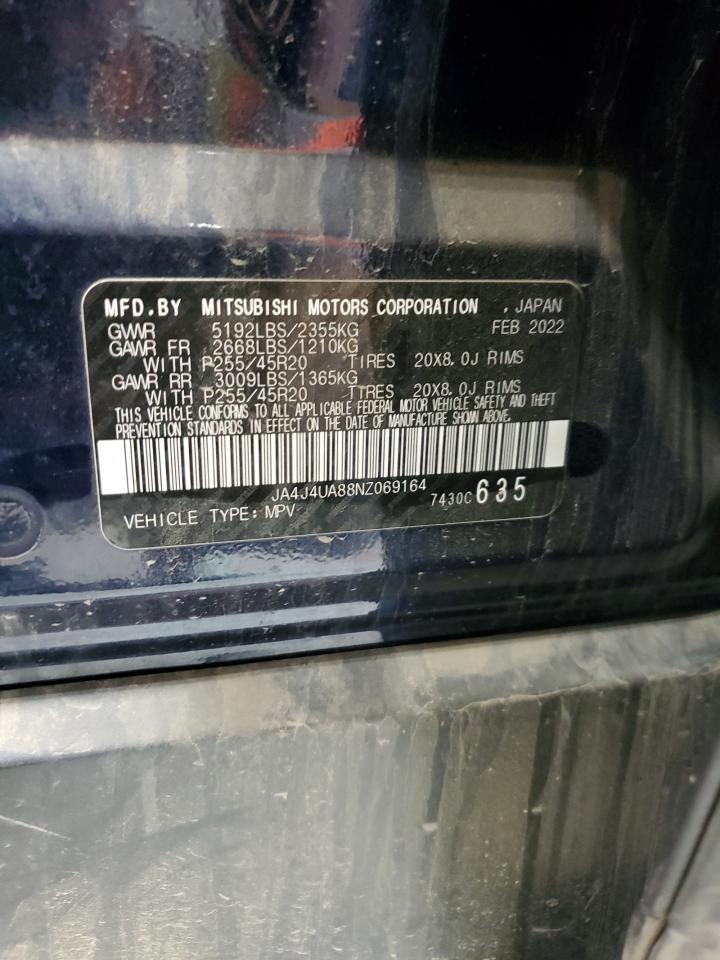 MFD.BY MITSUBISHI MOTORS CORPORATION , JAPAN
GVWR 5192LBS/2355KG FEB 2022
GAWR FR 2668LBS/1210KG
WITH P255/45R20 TIRES 20X8.0J RIMS
GAWR RR 3009LBS/1365KG
WITH P255/45R20 TIRES 20X8.0J RIMS
THIS VEHICLE CONFORMS TO ALL APPLICABLE FEDERAL MOTOR VEHICLE SAFETY AND THEFT
PREVENTION STANDARDS IN EFFECT ON THE DATE OF MANUFACTURE SHOWN ABOVE.
JA4J4UA88NZ069164
7430C 635
VEHICLE TYPE: MPV